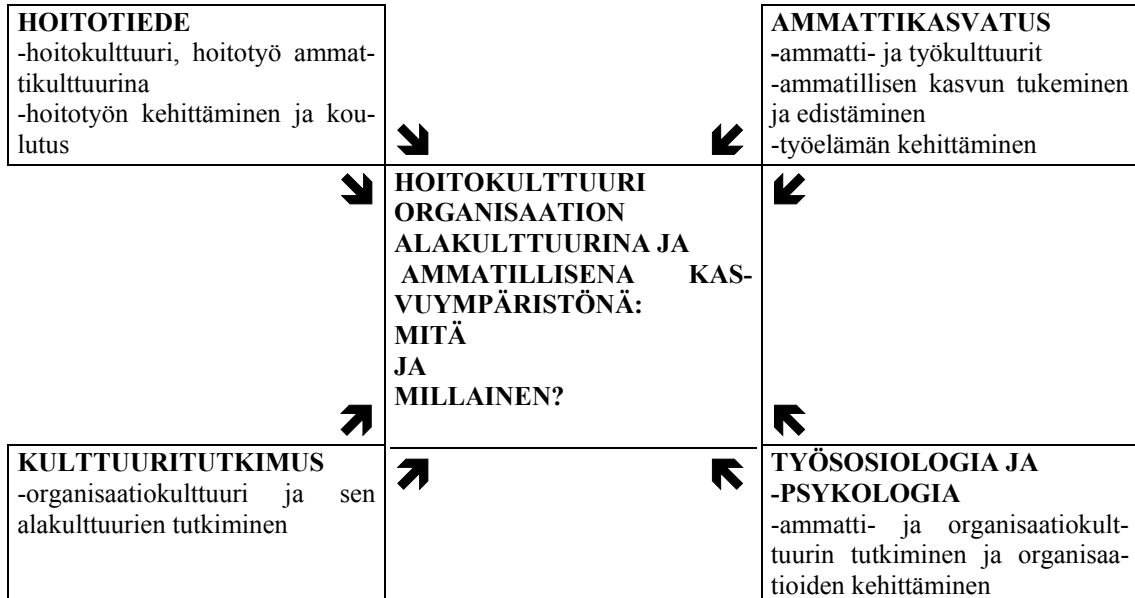 HOITOTIEDE
-hoitokulttuuri, hoitotyö ammat-
tikulttuurina
-hoitotyön kehittäminen ja kou-
lutus
AMMATTIKASVATUS
-ammatti- ja työkulttuurit
-ammatillisen kasvun tukeminen
ja edistäminen
-työelämän kehittäminen
HOITOKULTTUURI
ORGANISAATION
ALAKULTTUURINA JA
AMMATILLISENA KAS-
VUYMPÄRISTÖNÄ:
MITÄ
JA
MILLAINEN?
KULTTUURITUTKIMUS
-organisaatiokulttuuri ja sen
alakulttuurien tutkiminen
TYÖSOSIOLOGIA JA
-PSYKOLOGIA
-ammatti- ja organisaatiokult-
tuurin tutkiminen ja organisaa-
tioiden kehittäminen